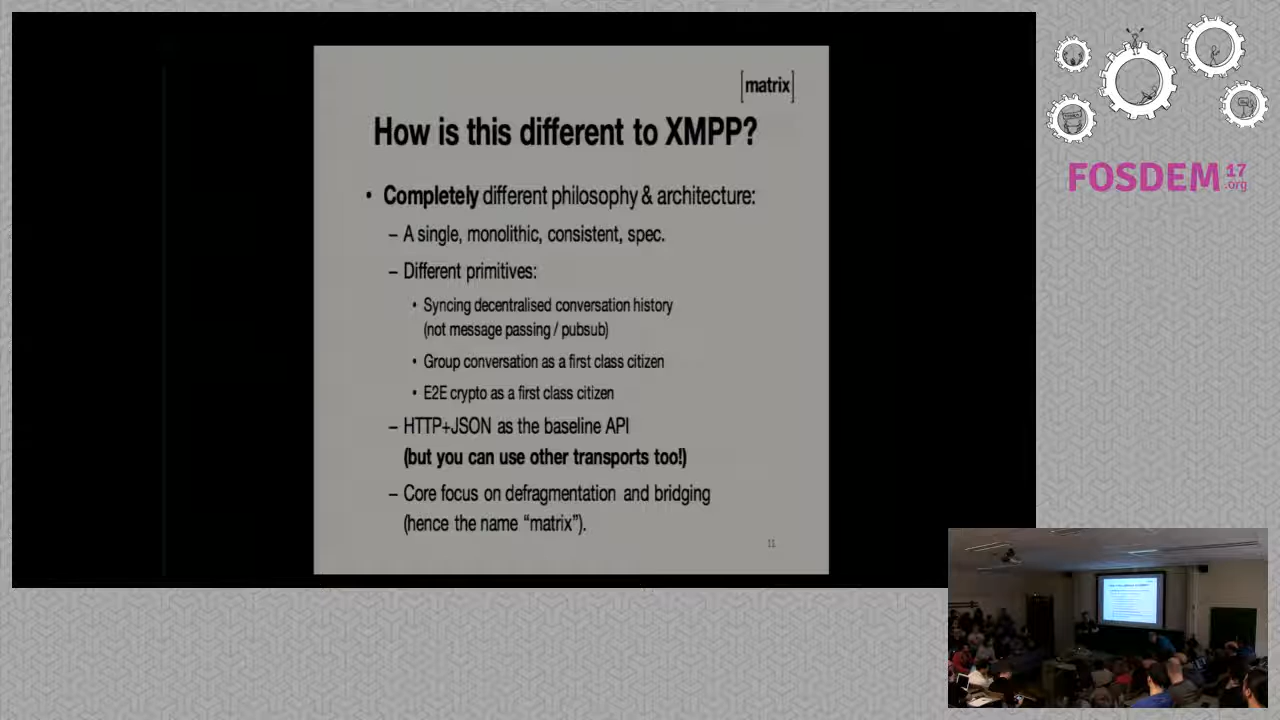 [matrix]
How is this different to XMPP?
• Completely different philosophy & architecture:
– A single, monolithic, consistent, spec.
– Different primitives:
• Syncing decentralised conversation history
(not message passing / pubsub)
• Group conversation as a first class citizen
• E2E crypto as a first class citizen
– HTTP+JSON as the baseline API
(but you can use other transports too!)
– Core focus on defragmentation and bridging
(hence the name “matrix”).
11
FOSDEM 17
.org